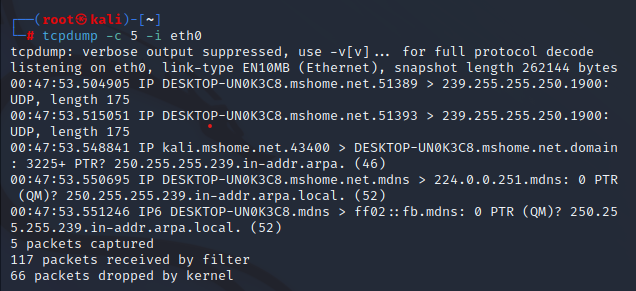 ┌──(root㉿kali)-[~]
└─# tcpdump -c 5 -i eth0
tcpdump: verbose output suppressed, use -v[v]... for full protocol decode
listening on eth0, link-type EN10MB (Ethernet), snapshot length 262144 bytes
00:47:53.504905 IP DESKTOP-UN0K3C8.mshome.net.51389 > 239.255.255.250.1900:
UDP, length 175
00:47:53.515051 IP DESKTOP-UN0K3C8.mshome.net.51393 > 239.255.255.250.1900:
UDP, length 175
00:47:53.548841 IP kali.mshome.net.43400 > DESKTOP-UN0K3C8.mshome.net.domain
: 3225+ PTR? 250.255.255.239.in-addr.arpa. (46)
00:47:53.550695 IP DESKTOP-UN0K3C8.mshome.net.mdns > 224.0.0.251.mdns: 0 PTR
 (QM)? 250.255.255.239.in-addr.arpa.local. (52)
00:47:53.551246 IP6 DESKTOP-UN0K3C8.mdns > ff02::fb.mdns: 0 PTR (QM)? 250.25
5.255.239.in-addr.arpa.local. (52)
5 packets captured
117 packets received by filter
66 packets dropped by kernel